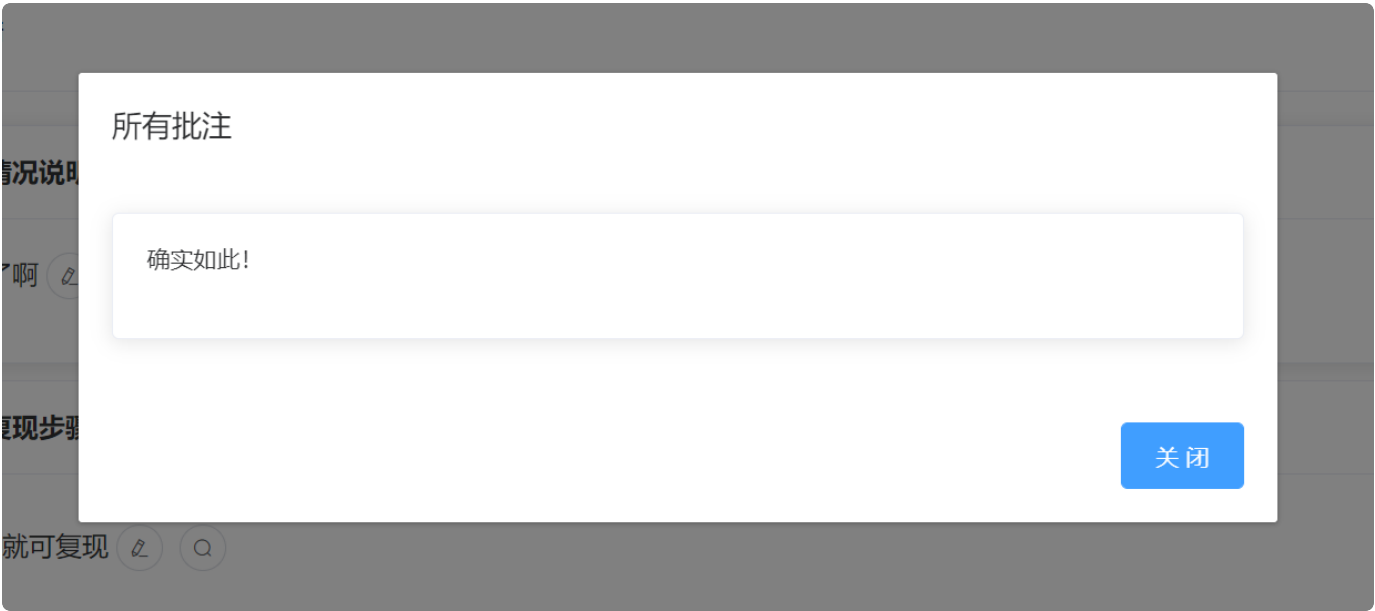 所有批注
情况说明
了啊
确实如此！
复现步骤
关闭
就可复现